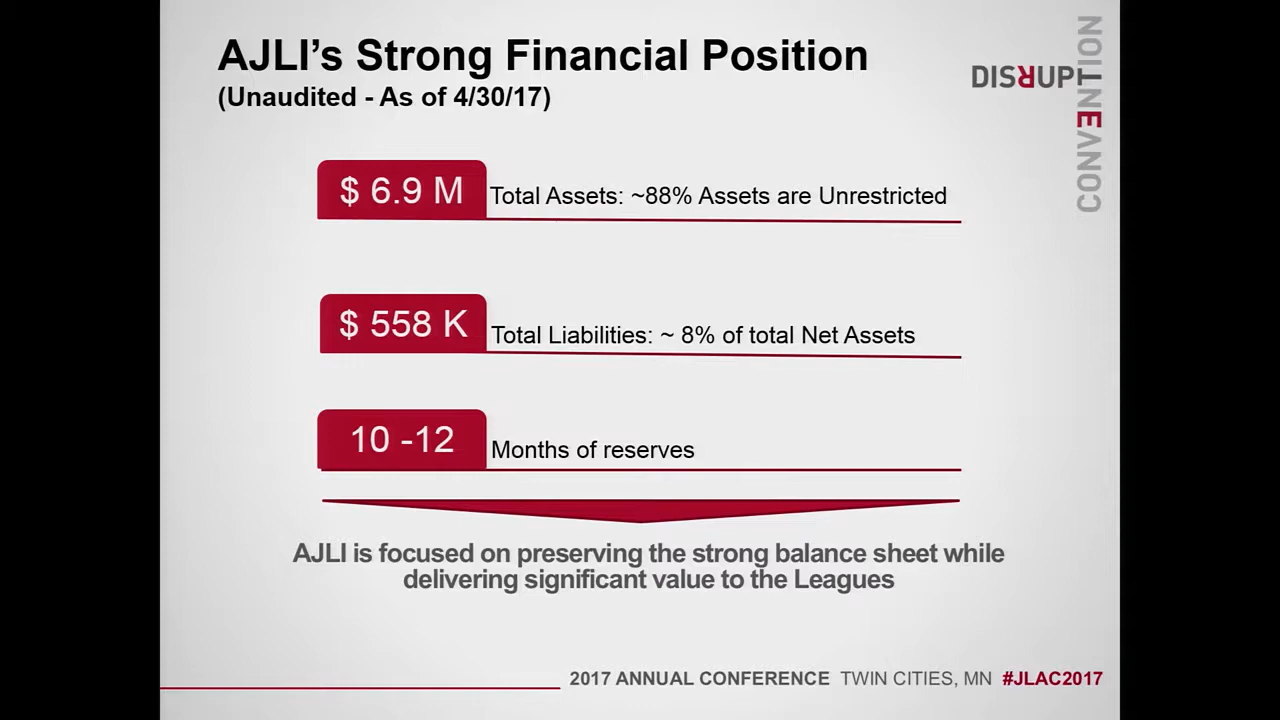 AJLI's Strong Financial Position
(Unaudited - As of 4/30/17)
DISRUPT
CONVENTION
$ 6.9 M
Total Assets: ~88% Assets are Unrestricted
$ 558 K
Total Liabilities: ~ 8% of total Net Assets
10 -12
Months of reserves
AJLI is focused on preserving the strong balance sheet while
delivering significant value to the Leagues
2017 ANNUAL CONFERENCE TWIN CITIES, MN #JLAC2017